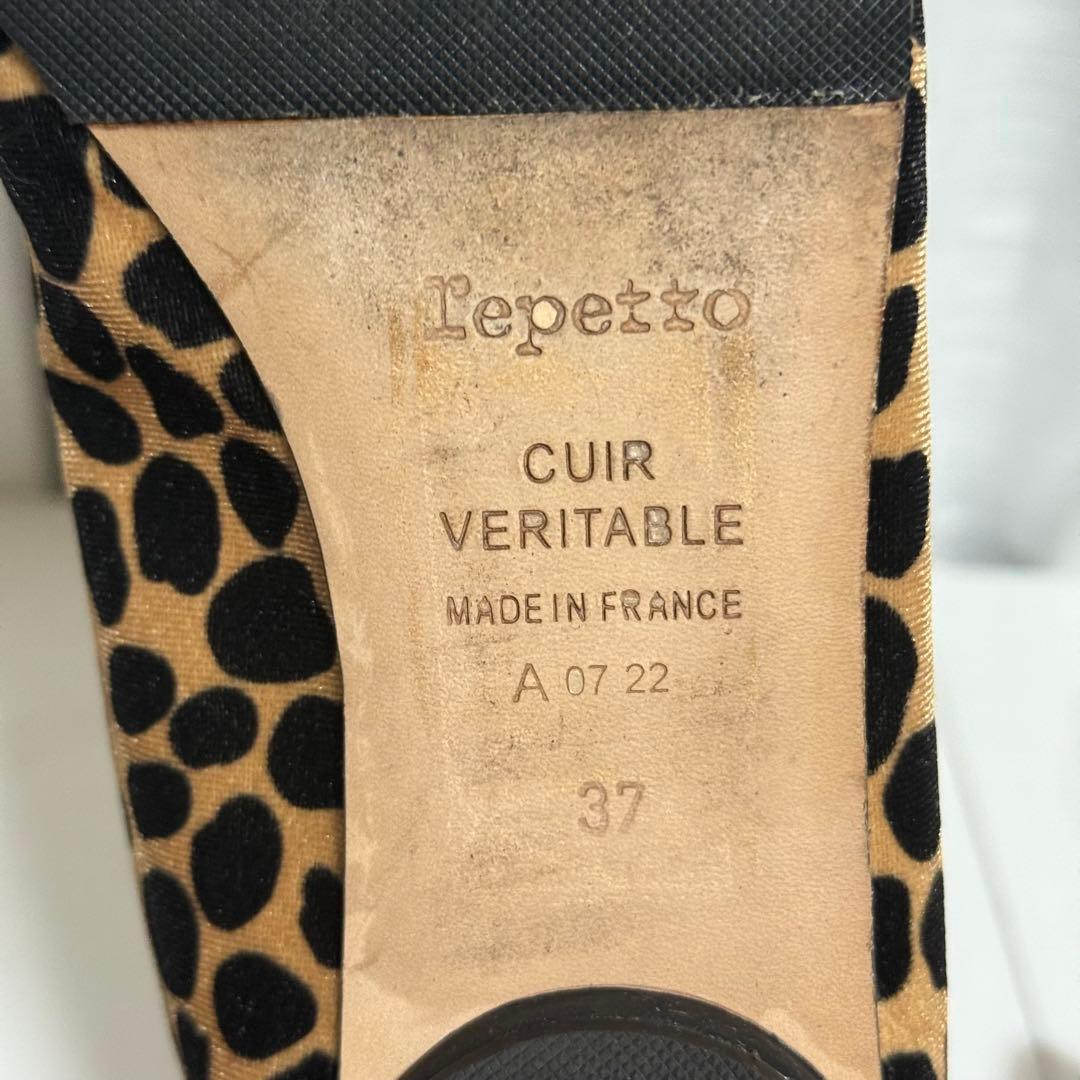 repetto
CUIR
VERITABLE
MADE IN FRANCE
A 07 22
37